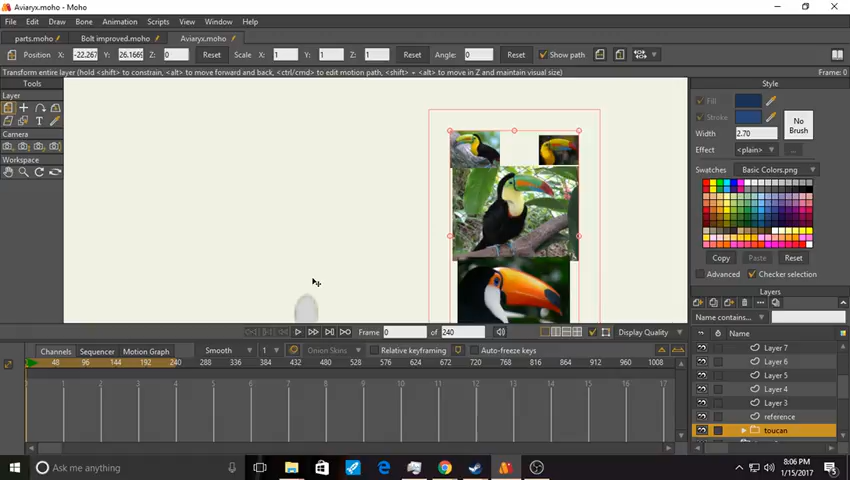 Aviaryx.moho - Moho
File Edit Draw Bones Animation Scripts View Window Help
parts.moho Bolt improved.moho Aviaryx.moho
Position X: -22.267 Y: 26.1669 Z: 0 Reset Scale X: 1 Y: 1 Z: 1 Reset Angle: 0 Reset Show path
Transform entire layer (hold <shift> to constrain, <alt> to move forward and back, <ctrl/cmd> to edit motion path, <shift> + <alt> to move in Z and maintain visual size) Frame: 0
Tools
Layer
Camera
Workspace
Style
Fill
Stroke
No Brush
Width 2.70
Effect <plain> ...
Swatches Basic Colors.png
Copy Paste Reset
Advanced Checker selection
Layers
Name contains...
Name
Layer 7
Layer 6
Layer 5
Layer 4
Layer 3
reference
toucan
Frame 0 of 240 Display Quality
Channels Sequencer Motion Graph Smooth 1 Onion Skins Relative keyframing Auto-freeze keys
48 96 144 192 240 288 336 384 432 480 528 576 624 672 720 768 816 864 912 960 1008
1 2 3 4 5 6 7 8 9 10 11 12 13 14 15 16 17
Ask me anything
8:06 PM
1/15/2017